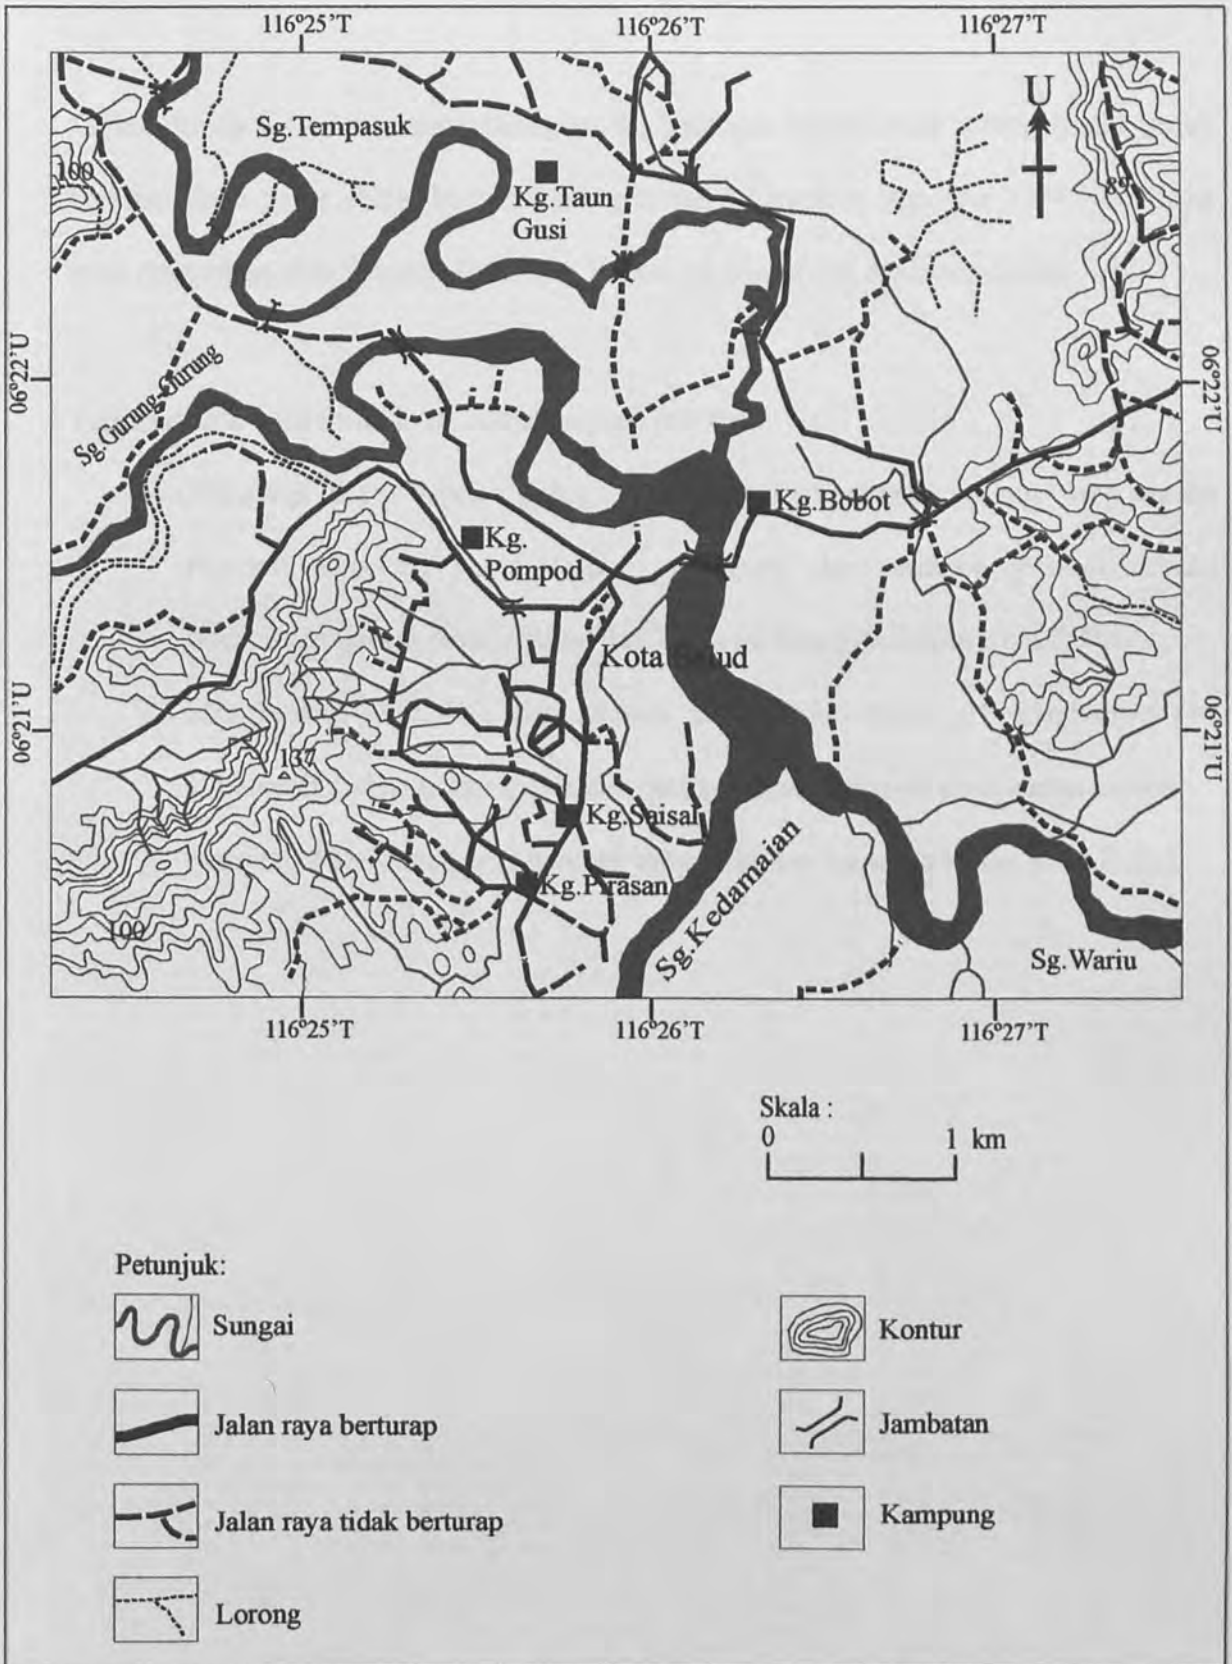 116°25’T 116°26’T 116°27’T
U
Sg.Tempasuk
100
89
Kg.Taun
Gusi
06°22’U
06°22’U
Sg.Gurung-Gurung
Kg.Bobot
Kg.
Pompod
Kota Belud
06°21’U
06°21’U
137
Kg.Saisal
Kg.Pirasan
100
Sg.Kedamaian
Sg.Wariu
116°25’T 116°26’T 116°27’T
Skala :
0 1 km
Petunjuk:
Sungai
Kontur
Jalan raya berturap
Jambatan
Jalan raya tidak berturap
Kampung
Lorong